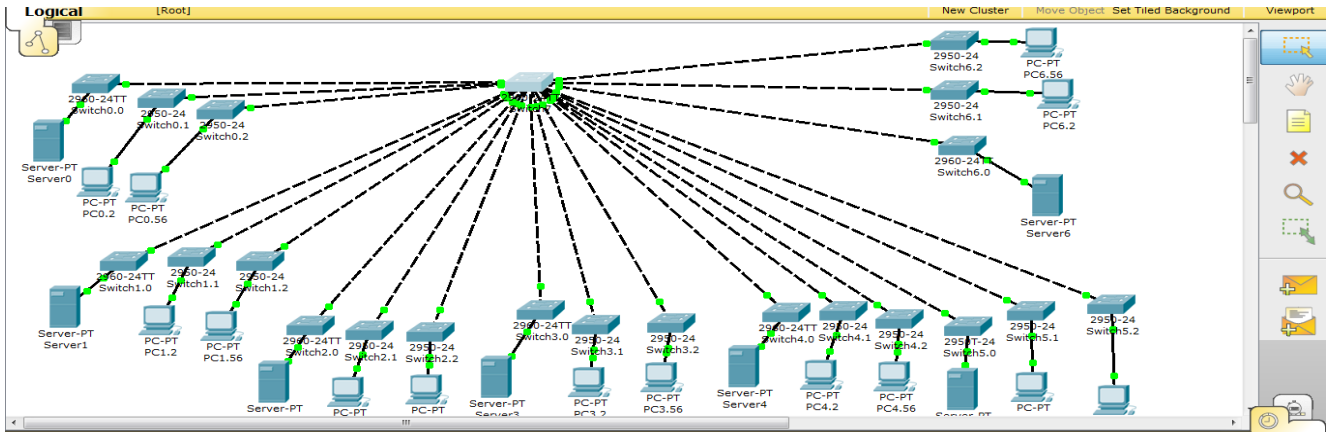 Logical
[Root]
New Cluster
Move Object
Set Tiled Background
Viewport
2960-24TT
Switch0.0
2950-24
Switch0.1
2950-24
Switch0.2
Server-PT
Server0
PC-PT
PC0.2
PC-PT
PC0.56
2950-24
Switch6.2
PC-PT
PC6.56
2950-24
Switch6.1
PC-PT
PC6.2
2960-24TT
Switch6.0
Server-PT
Server6
2960-24TT
Switch1.0
2950-24
Switch1.1
2950-24
Switch1.2
Server-PT
Server1
PC-PT
PC1.2
PC-PT
PC1.56
2960-24TT
Switch2.0
2950-24
Switch2.1
2950-24
Switch2.2
Server-PT
PC-PT
PC-PT
2960-24TT
Switch3.0
2950-24
Switch3.1
2950-24
Switch3.2
Server-PT
Server3
PC-PT
PC3.2
PC-PT
PC3.56
2960-24TT
Switch4.0
2950-24
Switch4.1
2950-24
Switch4.2
Server-PT
Server4
PC-PT
PC4.2
PC-PT
PC4.56
2950T-24
Switch5.0
2950-24
Switch5.1
2950-24
Switch5.2
Server-PT
PC-PT